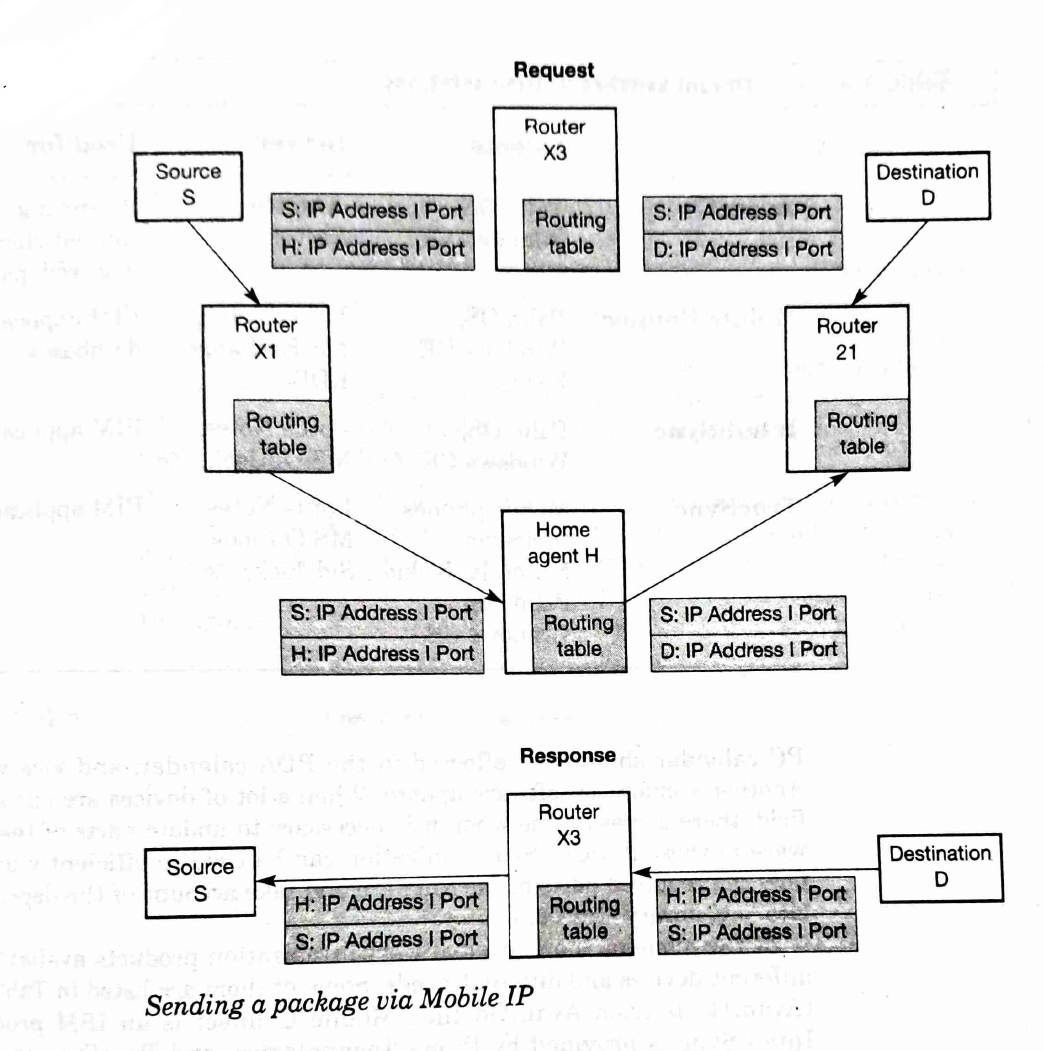 Request
Router
X3
Routing
table
Source
S
S: IP Address I Port
H: IP Address I Port
S: IP Address I Port
D: IP Address I Port
Destination
D
Router
X1
Routing
table
Router
21
Routing
table
Home
agent H
Routing
table
S: IP Address I Port
H: IP Address I Port
S: IP Address I Port
D: IP Address I Port
Response
Router
X3
Routing
table
Source
S
H: IP Address I Port
S: IP Address I Port
H: IP Address I Port
S: IP Address I Port
Destination
D
Sending a package via Mobile IP